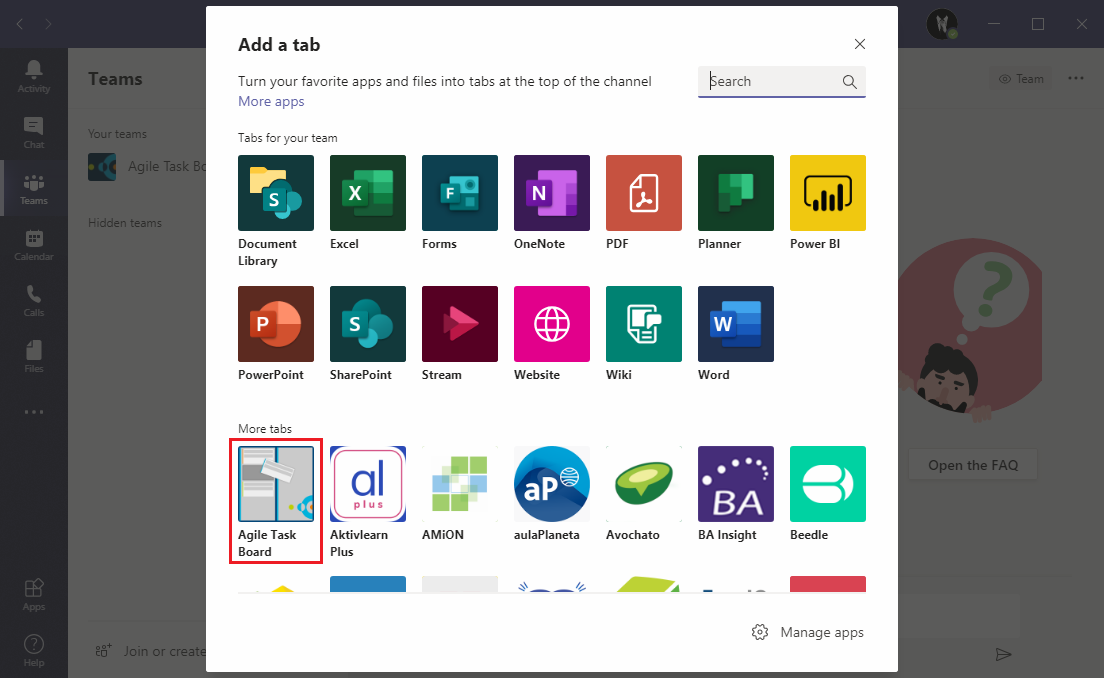 Add a tab
Turn your favorite apps and files into tabs at the top of the channel
More apps
Search
Tabs for your team
Document
Library
Excel
Forms
OneNote
PDF
Planner
Power BI
PowerPoint
SharePoint
Stream
Website
Wiki
Word
More tabs
Agile Task
Board
al
plus
Aktivlearn
Plus
AMiON
aP
aulaPlaneta
Avochato
BA
BA Insight
Beedle
Manage apps
Activity
Chat
Teams
Calendar
Calls
Files
Apps
Help
Teams
Your teams
Agile Task Bo
Hidden teams
Join or create
Team
Open the FAQ
S
X
F
N
P
S
W
?